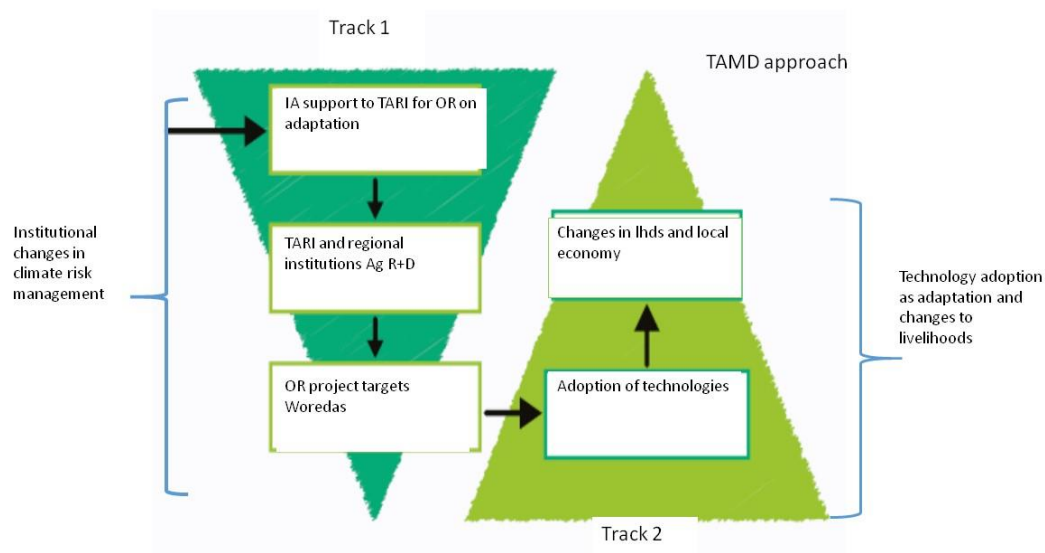 Track 1
TAMD approach
IA support to TARI for OR on
adaptation
Institutional
changes in
climate risk
management
TARI and regional
institutions Ag R+D
Changes in lhds and local
economy
Technology adoption
as adaptation and
changes to
livelihoods
OR project targets
Woredas
Adoption of technologies
Track 2